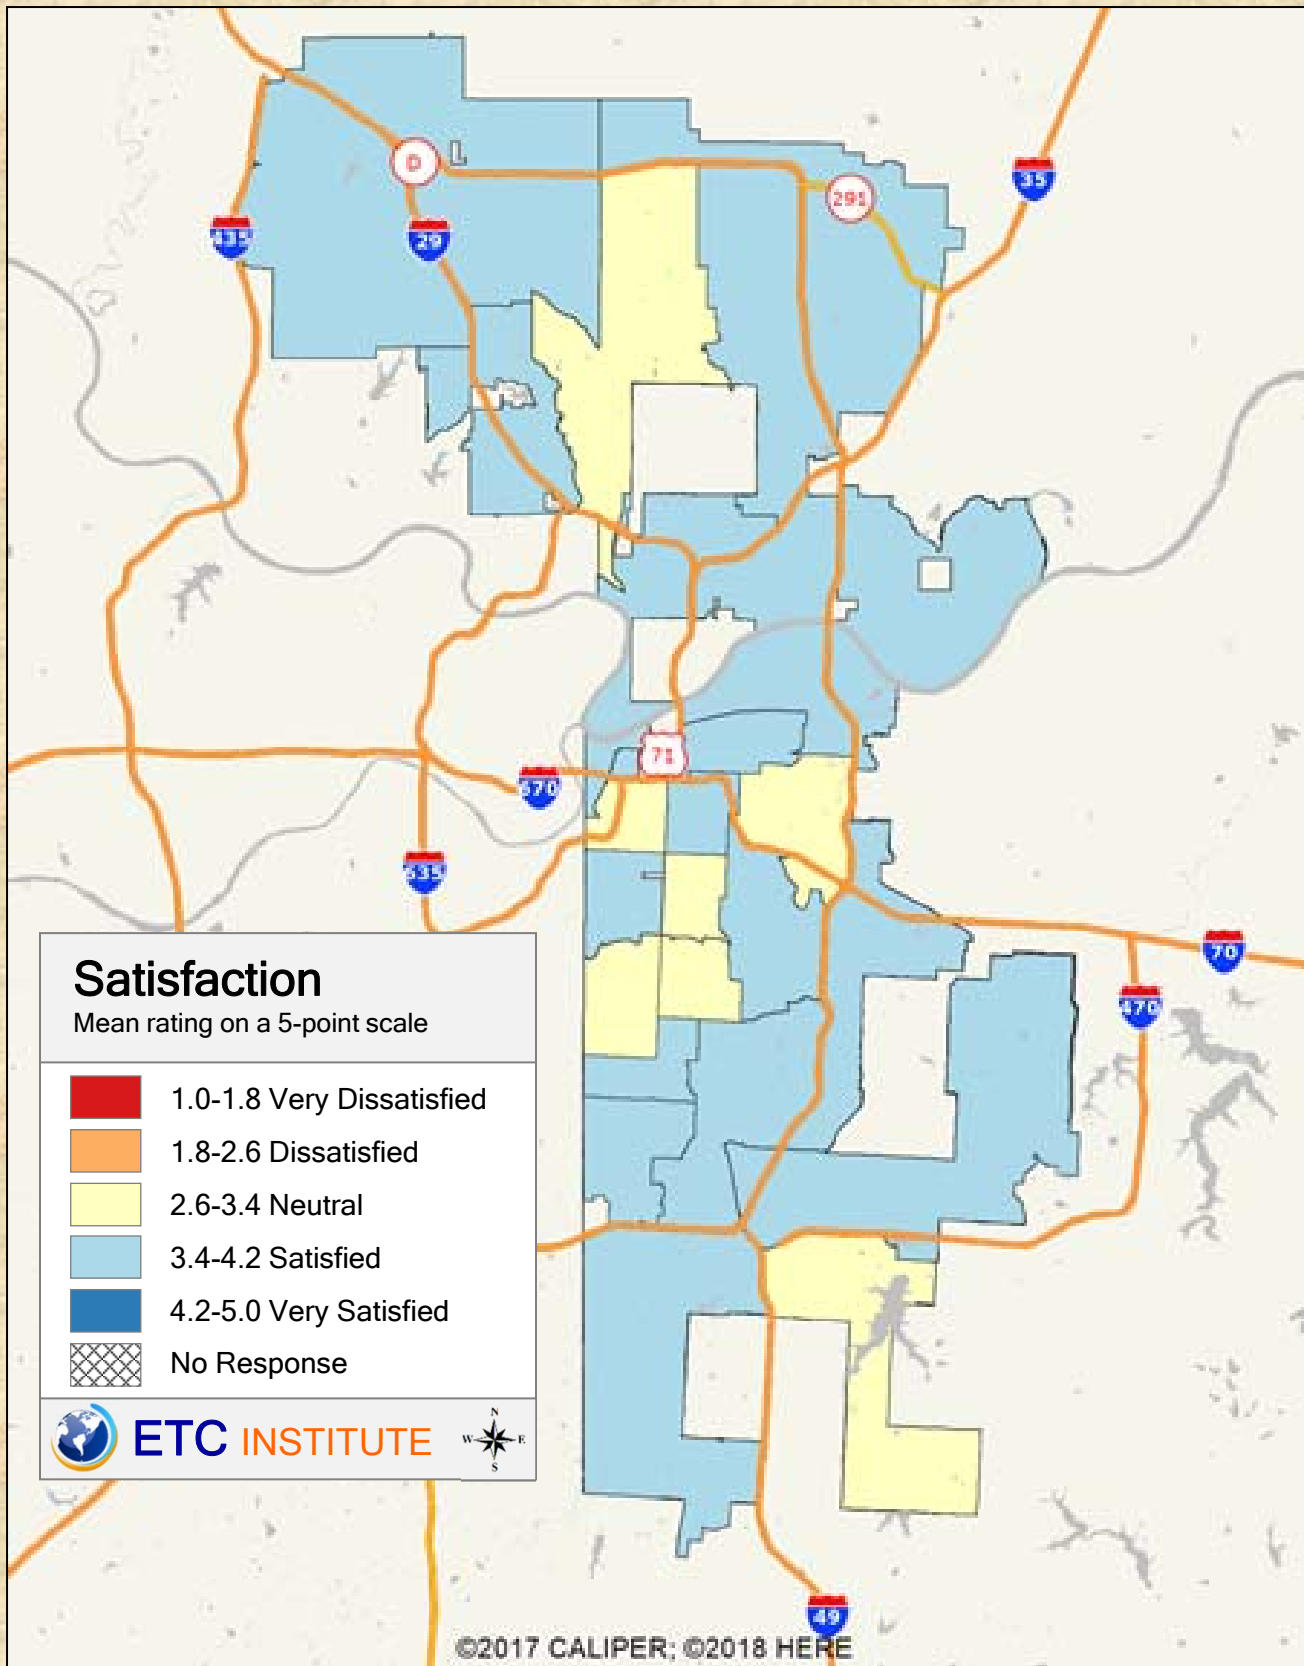 D
291
35
435
29
71
670
635
70
470
Satisfaction
Mean rating on a 5-point scale
1.0-1.8 Very Dissatisfied
1.8-2.6 Dissatisfied
2.6-3.4 Neutral
3.4-4.2 Satisfied
4.2-5.0 Very Satisfied
No Response
ETC INSTITUTE
N
W E
S
49
©2017 CALIPER; ©2018 HERE